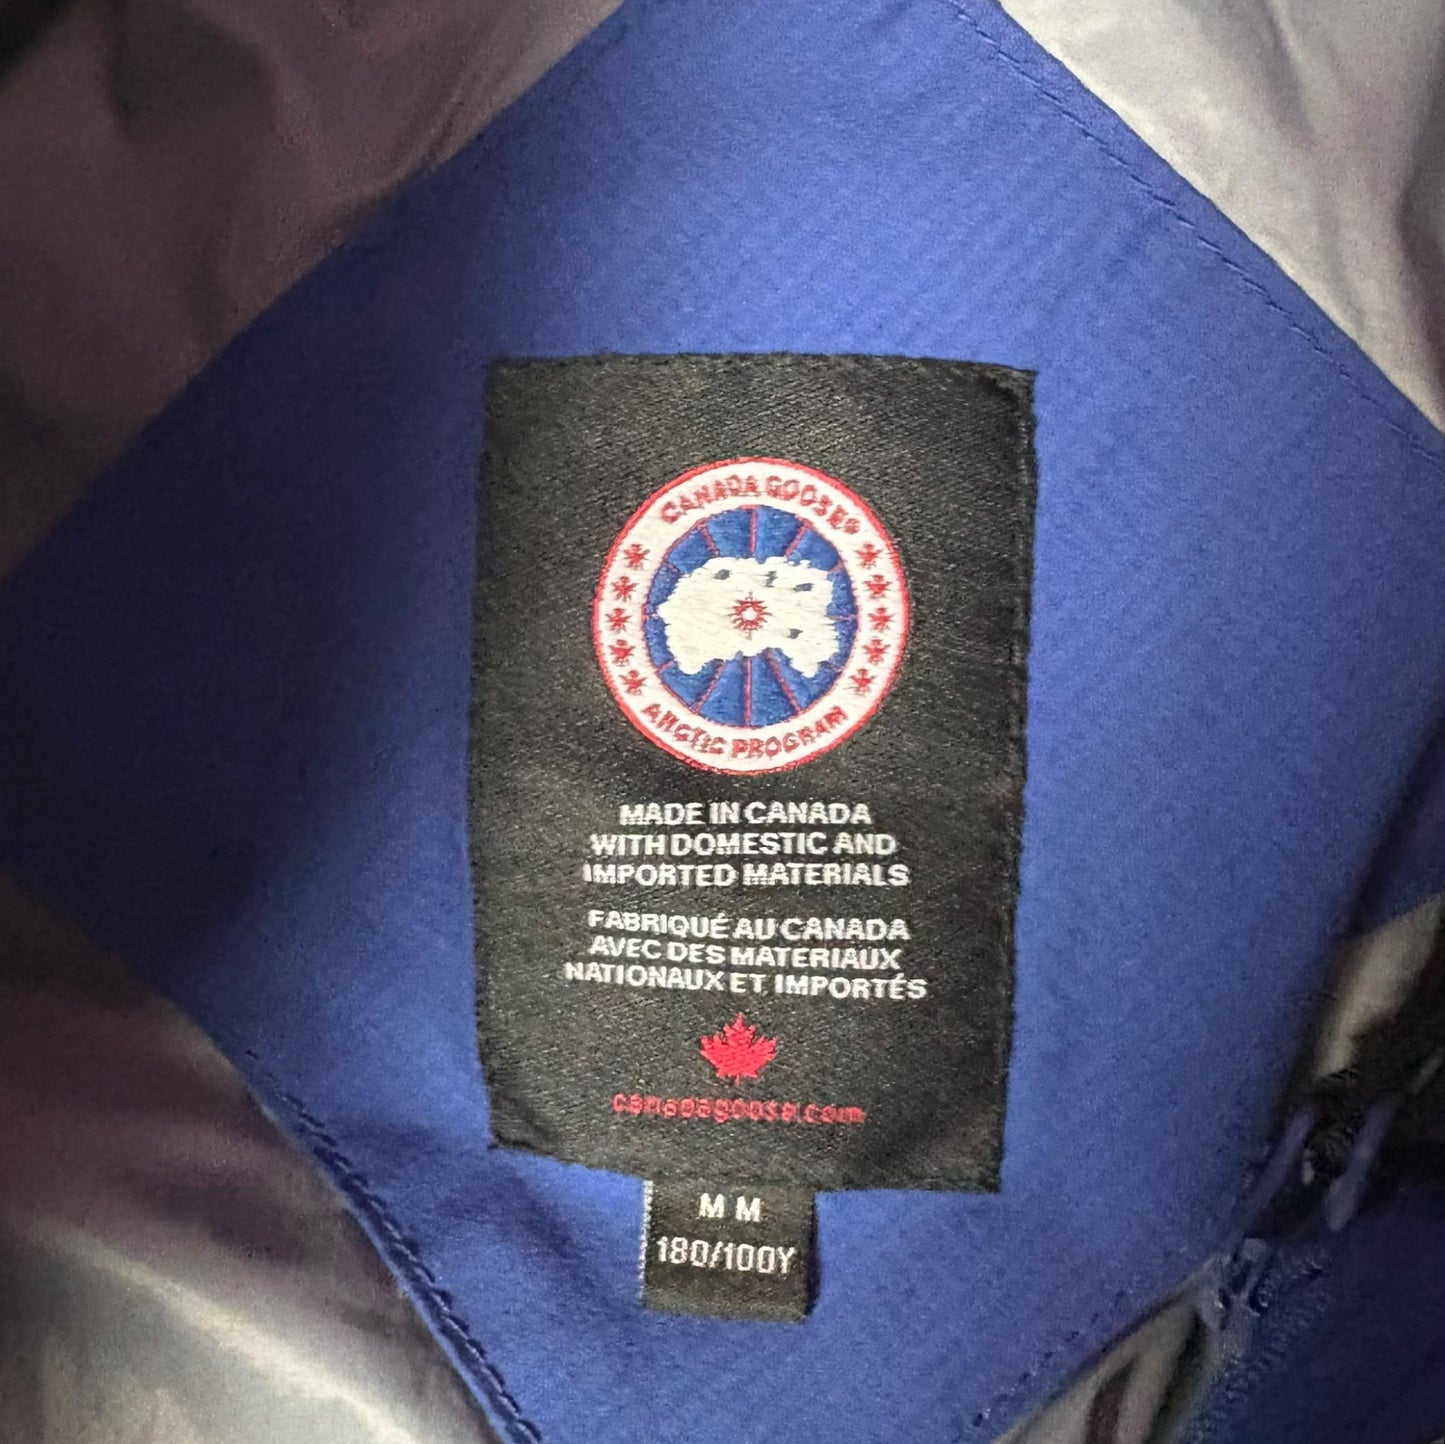 CANADA GOOSE®
ARCTIC PROGRAM
MADE IN CANADA
WITH DOMESTIC AND
IMPORTED MATERIALS
FABRIQUÉ AU CANADA
AVEC DES MATERIAUX
NATIONAUX ET IMPORTÉS
canadagoose.com
M M
180/100Y